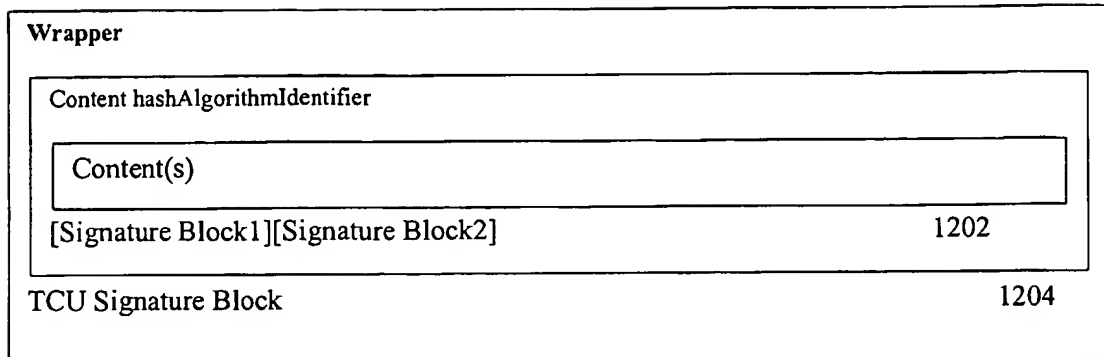 Wrapper
Content hashAlgorithmIdentifier
Content(s)
[Signature Block1][Signature Block2] 1202
TCU Signature Block 1204